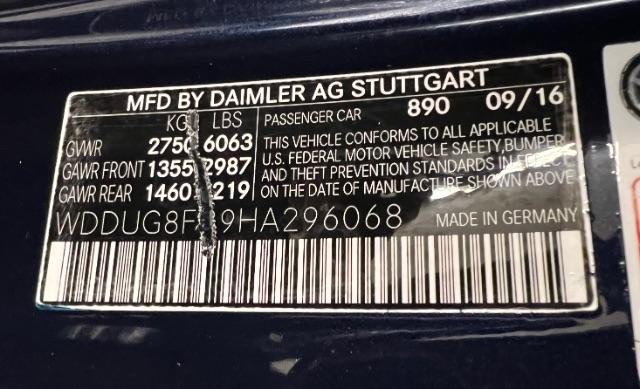 MFD BY DAIMLER AG STUTTGART
KG LBS PASSENGER CAR 890 09/16
GVWR 2750 6063 THIS VEHICLE CONFORMS TO ALL APPLICABLE
GAWR FRONT 1355 2987 U.S. FEDERAL MOTOR VEHICLE SAFETY, BUMPER,
GAWR REAR 1460 3219 AND THEFT PREVENTION STANDARDS IN EFFECT
ON THE DATE OF MANUFACTURE SHOWN ABOVE
MADE IN GERMANY